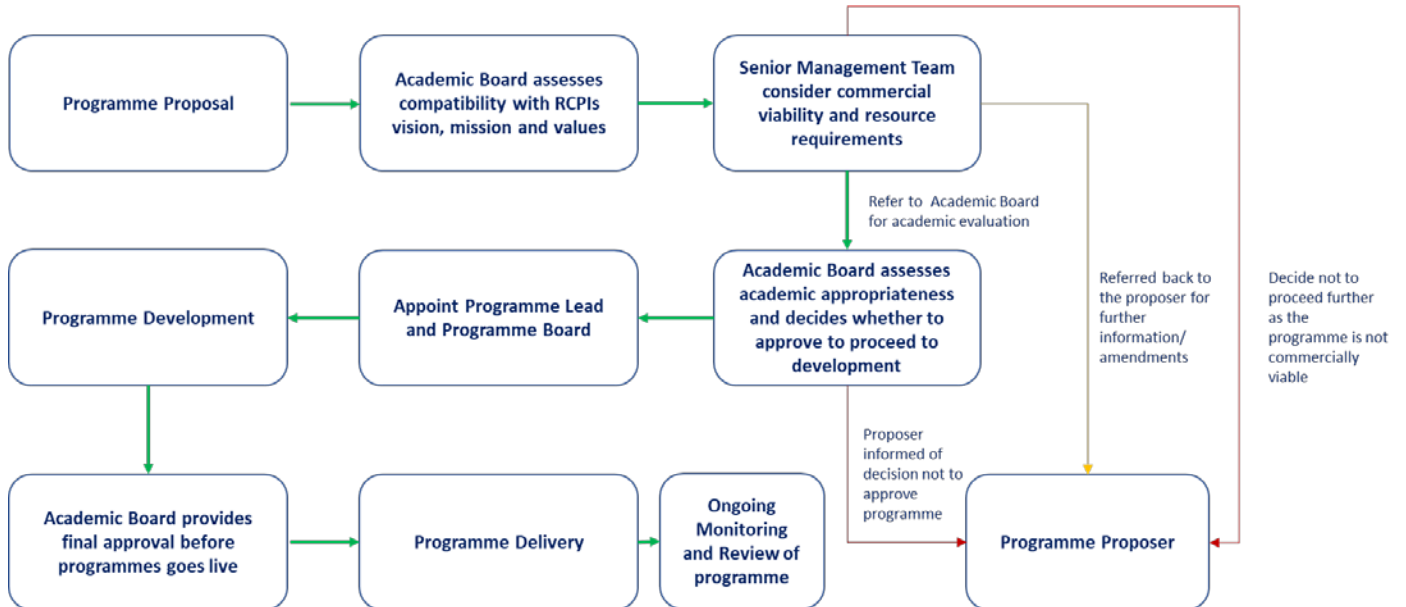 Programme Proposal
Academic Board assesses
compatibility with RCPIs
vision, mission and values
Senior Management Team
consider commercial
viability and resource
requirements
Refer to Academic Board
for academic evaluation
Programme Development
Appoint Programme Lead
and Programme Board
Academic Board assesses
academic appropriateness
and decides whether to
approve to proceed to
development
Referred back to
the proposer for
further
information/
amendments
Decide not to
proceed further
as the
programme is not
commercially
viable
Proposer
informed of
decision not to
approve
programme
Academic Board provides
final approval before
programmes goes live
Programme Delivery
Ongoing
Monitoring
and Review of
programme
Programme Proposer